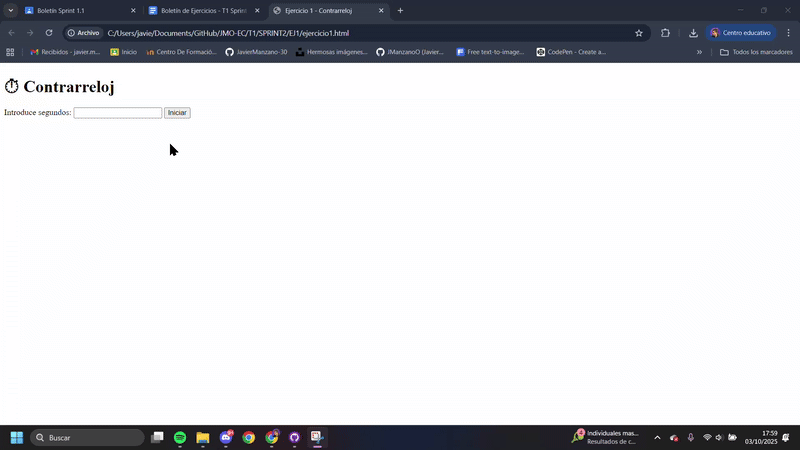 Boletín Sprint 1.1
Boletín de Ejercicios - T1 Sprint
Ejercicio 1 - Contrarreloj
Archivo
C:/Users/javie/Documents/GitHub/JMO-EC/T1/SPRINT2/EJ1/ejercicio1.html
Centro educativo
Recibidos - javier.m...
Inicio
Centro De Formació...
JavierManzano-30
Hermosas imágenes...
JManzanoO (Javier...
Free text-to-image...
CodePen - Create a...
Todos los marcadores
Contrarreloj
Introduce segundos:
Iniciar
Buscar
Individuales mas...
Resultados de c...
17:59
03/10/2025